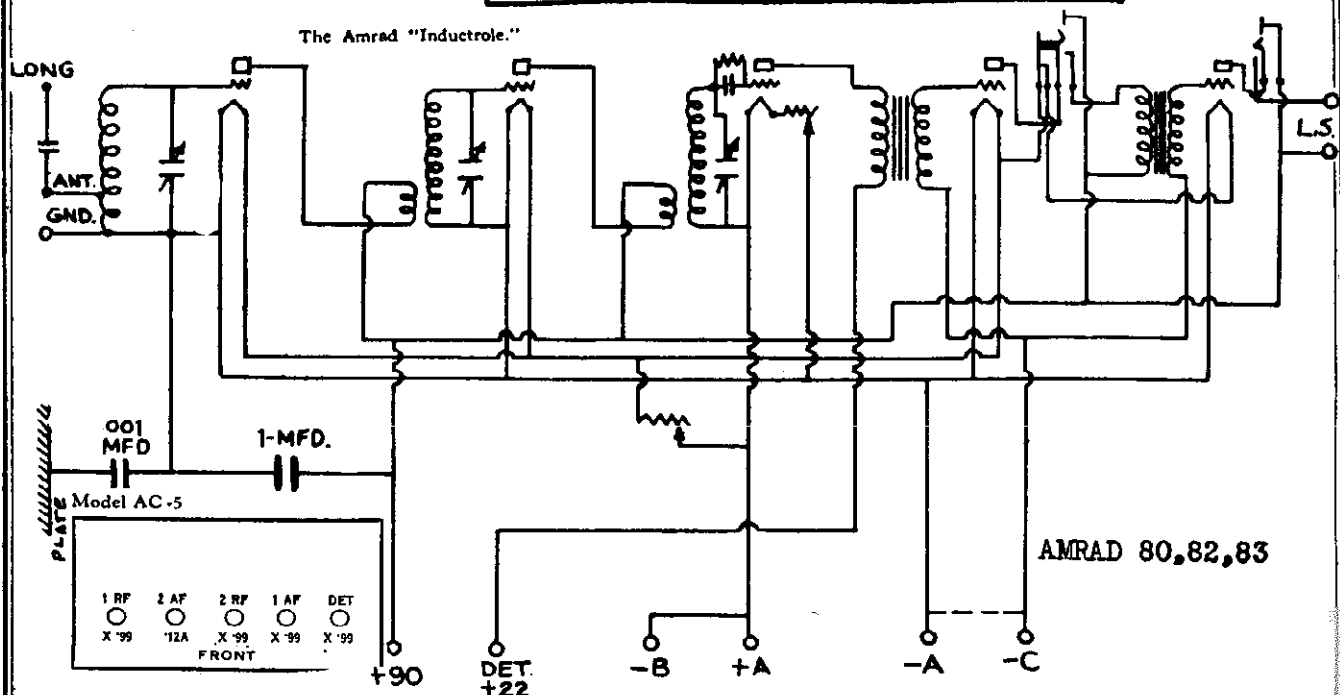 The Amrad "Inductrole."
LONG
ANT.
GND.
L.S.
001
MFD
1-MFD.
PLATE
Model AC-5
1 RF 2 AF 2 RF 1 AF DET
X '99 '12A X '99 X '99 X '99
FRONT
AMRAD 80,82,83
+90
DET.
+22
-B
+A
-A
-C